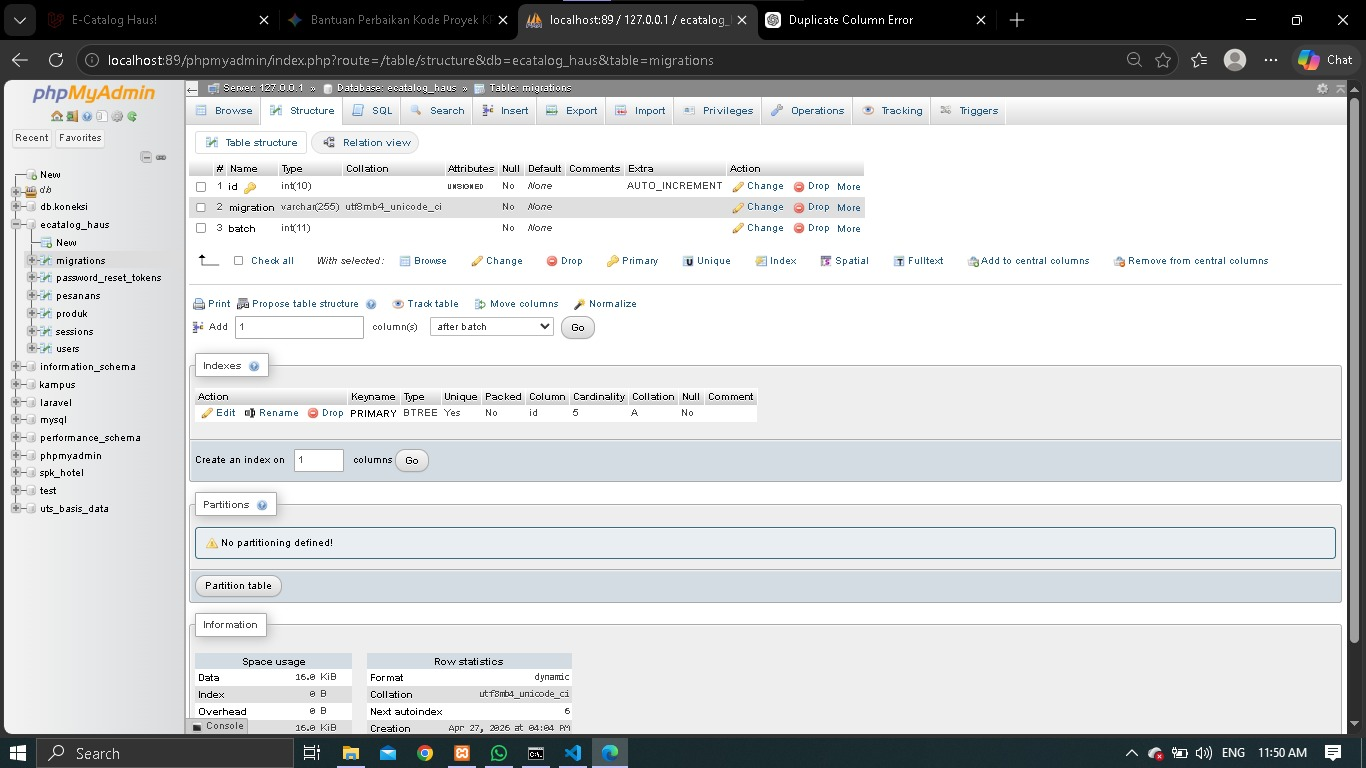 E-Catalog Haus!
Bantuan Perbaikan Kode Proyek K
localhost:89 / 127.0.0.1 / ecatalog_
Duplicate Column Error
localhost:89/phpmyadmin/index.php?route=/table/structure&db=ecatalog_haus&table=migrations
Chat
phpMyAdmin
Recent Favorites
New
db
db.koneksi
ecatalog_haus
New
migrations
password_reset_tokens
pesanans
produk
sessions
users
information_schema
kampus
laravel
mysql
performance_schema
phpmyadmin
spk_hotel
test
uts_basis_data
Server: 127.0.0.1 » Database: ecatalog_haus » Table: migrations
Browse Structure SQL Search Insert Export Import Privileges Operations Tracking Triggers
Table structure Relation view
# Name Type Collation Attributes Null Default Comments Extra Action
1 id int(10) UNSIGNED No None AUTO_INCREMENT Change Drop More
2 migration varchar(255) utf8mb4_unicode_ci No None Change Drop More
3 batch int(11) No None Change Drop More
Check all With selected: Browse Change Drop Primary Unique Index Spatial Fulltext Add to central columns Remove from central columns
Print Propose table structure Track table Move columns Normalize
Add 1 column(s) after batch Go
Indexes
Action Keyname Type Unique Packed Column Cardinality Collation Null Comment
Edit Rename Drop PRIMARY BTREE Yes No id 5 A No
Create an index on 1 columns Go
Partitions
No partitioning defined!
Partition table
Information
Space usage
Data 16.0 KiB
Index 0 B
Overhead 0 B
16.0 KiB
Row statistics
Format dynamic
Collation utf8mb4_unicode_ci
Next autoindex 6
Creation Apr 27, 2026 at 04:04 PM
Console
Search
ENG 11:50 AM